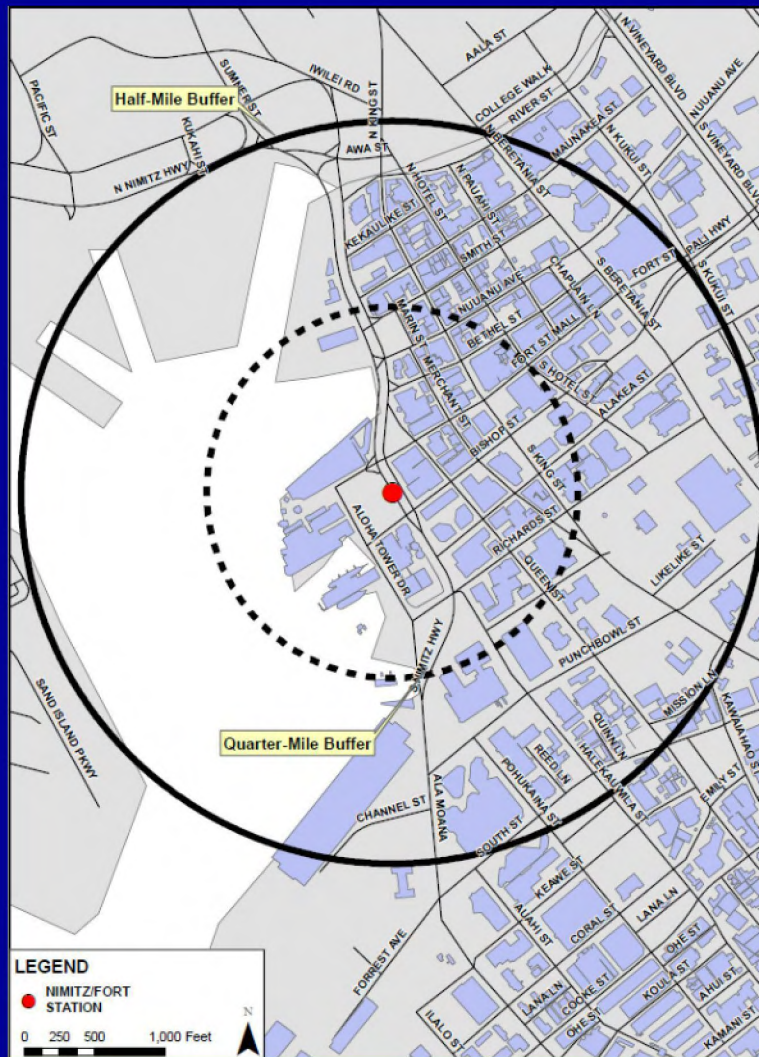 AALA ST
N VINEYARD BLVD
NUUANU AVE
PACIFIC ST
SUMNER ST
IWILEI RD
N KING ST
COLLEGE WALK
RIVER ST
Half-Mile Buffer
KUKAHI ST
AWA ST
N BERETANIA ST
MAUNAKEA ST
N KUKUI ST
S VINEYARD BLVD
N NIMITZ HWY
N HOTEL ST
N PAUAHI ST
KEKAULIKE ST
SMITH ST
PALI HWY
FORT ST
S KUKUI ST
CHAPLAIN LN
S BERETANIA ST
NUUANU AVE
BETHEL ST
MARIN ST
MERCHANT ST
FORT ST MALL
S HOTEL ST
ALAKEA ST
BISHOP ST
S KING ST
RICHARDS ST
ALOHA TOWER DR
LIKELIKE ST
QUEEN ST
PUNCHBOWL ST
S NIMITZ HWY
MISSION LN
SAND ISLAND PKWY
KAWAIAHAO ST
Quarter-Mile Buffer
QUINN LN
REED LN
HALEKAUWILA ST
POHUKAINA ST
EMILY ST
ALA MOANA
CHANNEL ST
SOUTH ST
KEAWE ST
LANA LN
AUAHI ST
CORAL ST
OHE ST
FORREST AVE
KOULA ST
AHUI ST
LANA LN
COOKE ST
OHE ST
KAMANI ST
ILALO ST
LEGEND
NIMITZ/FORT
STATION
N
0 250 500 1,000 Feet